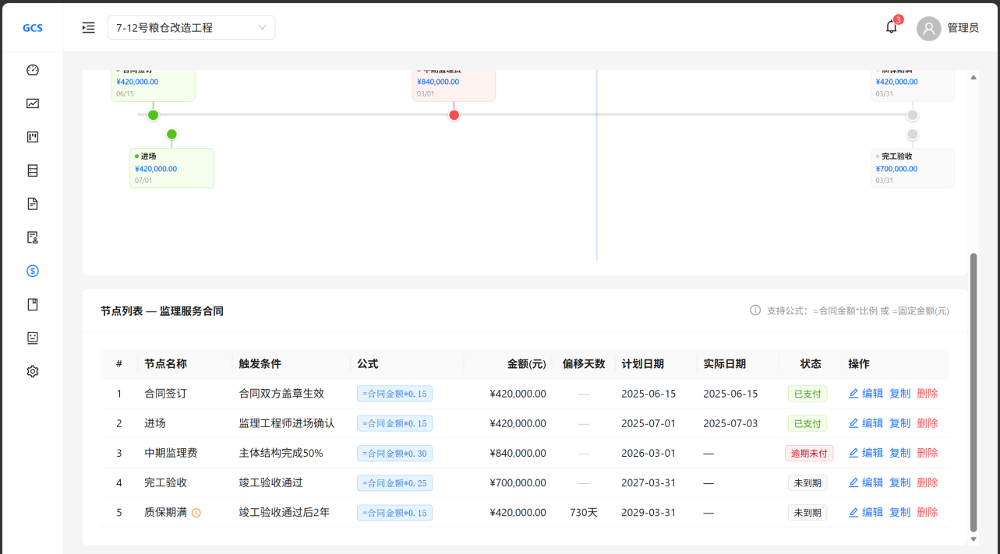 GCS
7-12号粮仓改造工程
3
管理员
合同签订
¥420,000.00
06/15
中期监理费
¥840,000.00
03/01
质保期满
¥420,000.00
03/31
进场
¥420,000.00
07/01
完工验收
¥700,000.00
03/31
节点列表 — 监理服务合同
支持公式：=合同金额*比例 或 =固定金额(元)
# 节点名称 触发条件 公式 金额(元) 偏移天数 计划日期 实际日期 状态 操作
1 合同签订 合同双方盖章生效 =合同金额*0.15 ¥420,000.00 — 2025-06-15 2025-06-15 已支付 编辑 复制 删除
2 进场 监理工程师进场确认 =合同金额*0.15 ¥420,000.00 — 2025-07-01 2025-07-03 已支付 编辑 复制 删除
3 中期监理费 主体结构完成50% =合同金额*0.30 ¥840,000.00 — 2026-03-01 — 逾期未付 编辑 复制 删除
4 完工验收 竣工验收通过 =合同金额*0.25 ¥700,000.00 — 2027-03-31 — 未到期 编辑 复制 删除
5 质保期满 竣工验收通过后2年 =合同金额*0.15 ¥420,000.00 730天 2029-03-31 — 未到期 编辑 复制 删除